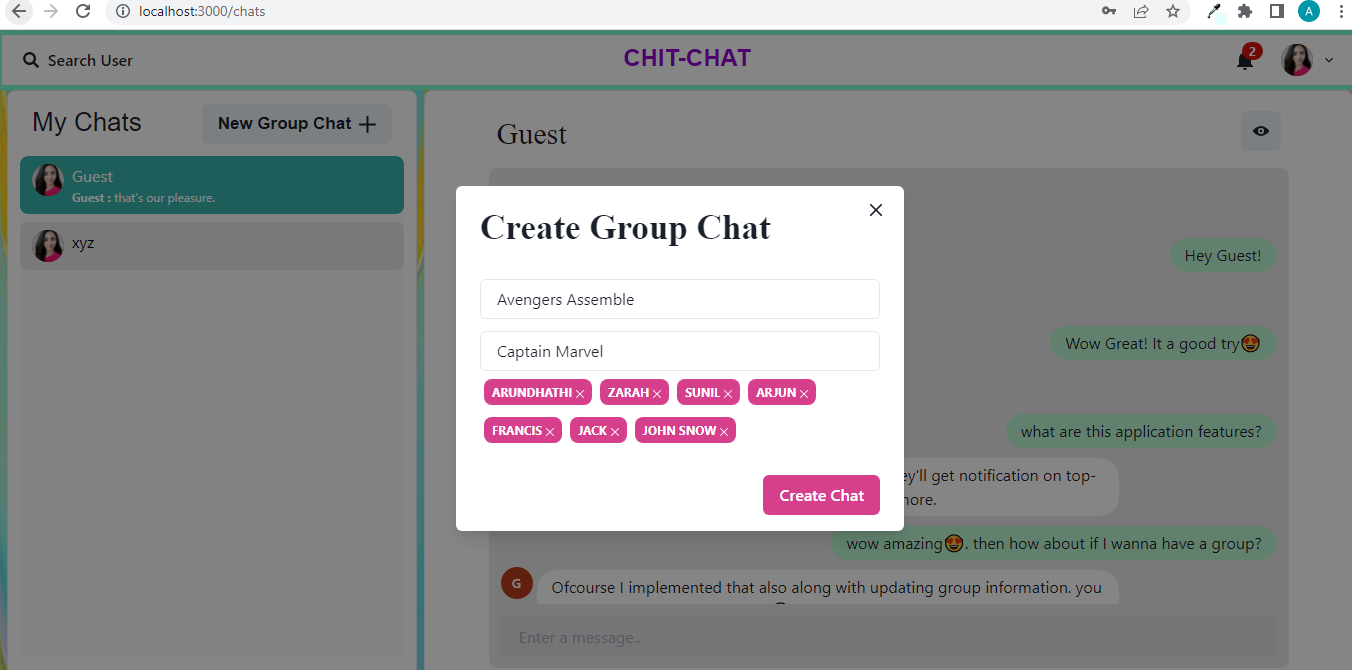 localhost:3000/chats
A
Search User
CHIT-CHAT
2
My Chats
New Group Chat +
Guest
Guest : that's our pleasure.
xyz
Guest
Hey Guest!
Wow Great! It a good try😍
what are this application features?
ey'll get notification on top-
more.
wow amazing😍. then how about if I wanna have a group?
G
Ofcourse I implemented that also along with updating group information. you
Enter a message..
Create Group Chat
Avengers Assemble
Captain Marvel
ARUNDHATHI × ZARAH × SUNIL × ARJUN ×
FRANCIS × JACK × JOHN SNOW ×
Create Chat